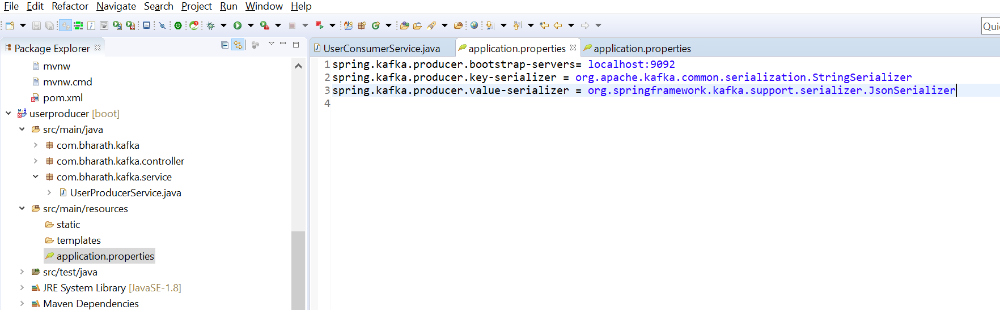 File Edit Refactor Navigate Search Project Run Window Help
Quic
Package Explorer
mvnw
mvnw.cmd
pom.xml
userproducer [boot]
src/main/java
com.bharath.kafka
com.bharath.kafka.controller
com.bharath.kafka.service
UserProducerService.java
src/main/resources
static
templates
application.properties
src/test/java
JRE System Library [JavaSE-1.8]
Maven Dependencies
UserConsumerService.java application.properties application.properties
1 spring.kafka.producer.bootstrap-servers= localhost:9092
2 spring.kafka.producer.key-serializer = org.apache.kafka.common.serialization.StringSerializer
3 spring.kafka.producer.value-serializer = org.springframework.kafka.support.serializer.JsonSerializer
4